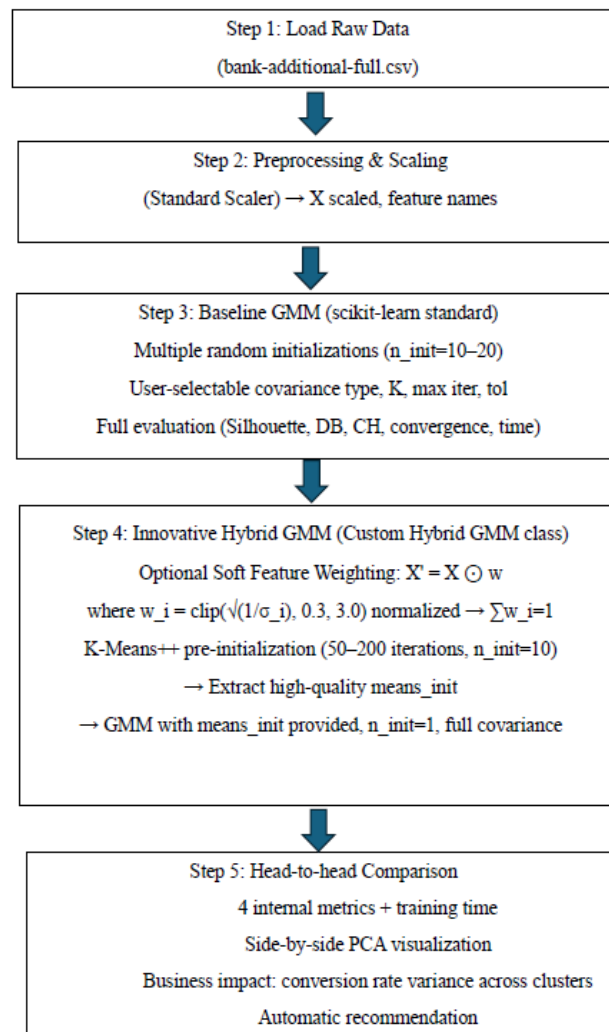 Step 1: Load Raw Data
(bank-additional-full.csv)
Step 2: Preprocessing & Scaling
(Standard Scaler) → X scaled, feature names
Step 3: Baseline GMM (scikit-learn standard)
Multiple random initializations (n_init=10–20)
User-selectable covariance type, K, max iter, tol
Full evaluation (Silhouette, DB, CH, convergence, time)
Step 4: Innovative Hybrid GMM (Custom Hybrid GMM class)
Optional Soft Feature Weighting: X' = X ⊙ w
where w_i = clip(√(1/σ_i), 0.3, 3.0) normalized → ∑w_i=1
K-Means++ pre-initialization (50–200 iterations, n_init=10)
→ Extract high-quality means_init
→ GMM with means_init provided, n_init=1, full covariance
Step 5: Head-to-head Comparison
4 internal metrics + training time
Side-by-side PCA visualization
Business impact: conversion rate variance across clusters
Automatic recommendation